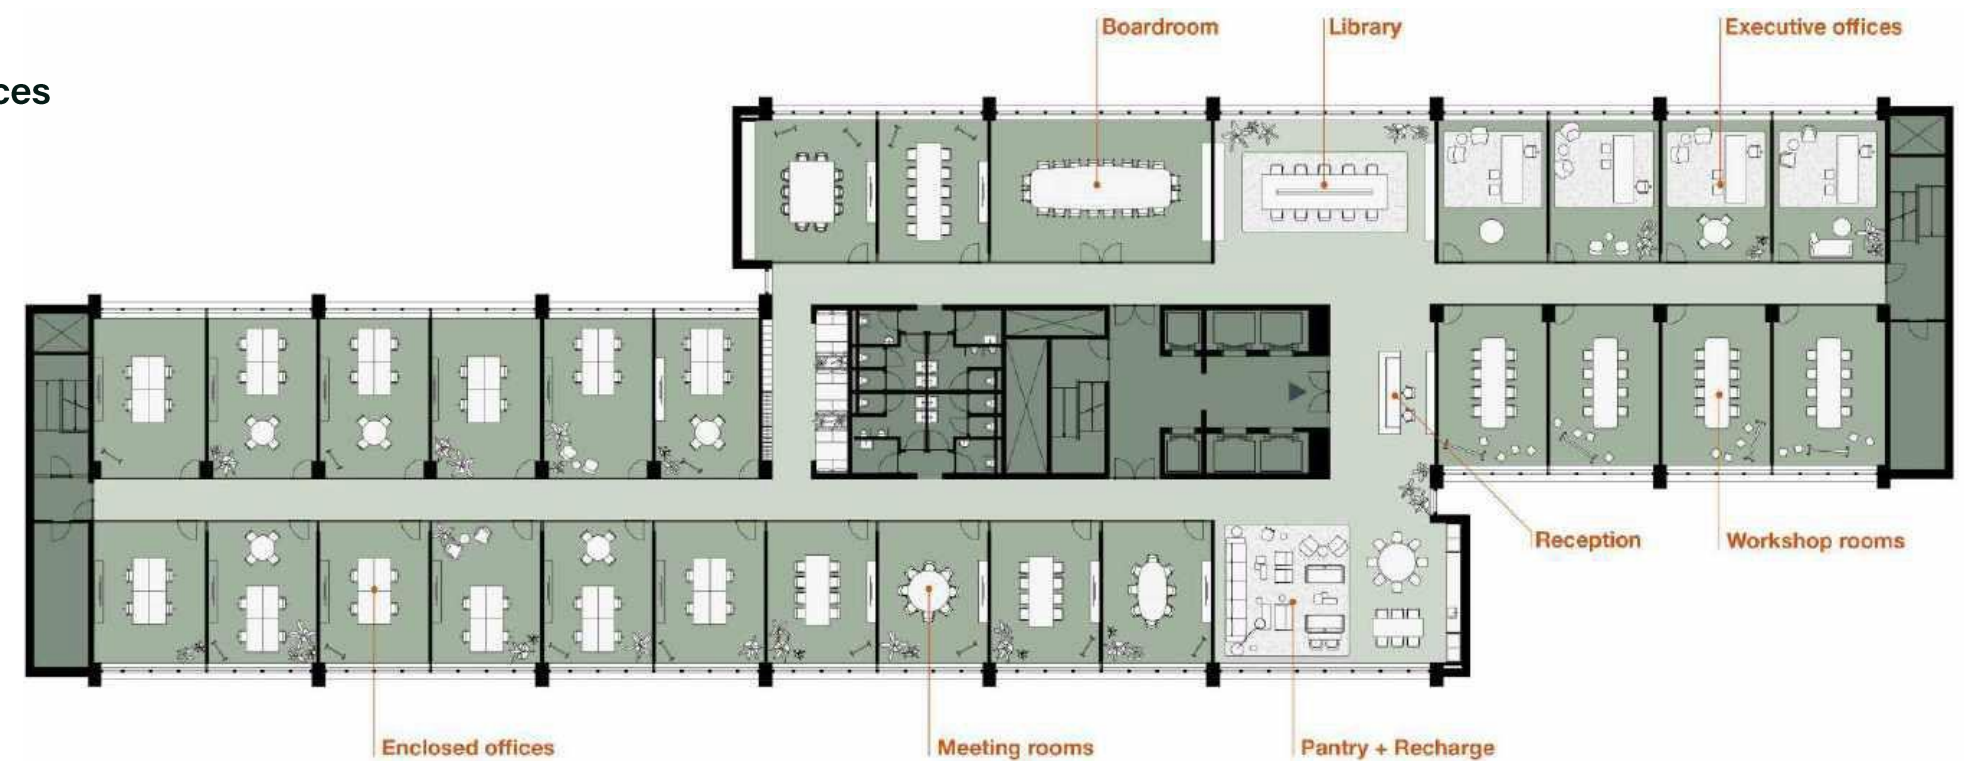 Boardroom
Library
Executive offices
ces
Reception
Workshop rooms
Enclosed offices
Meeting rooms
Pantry + Recharge